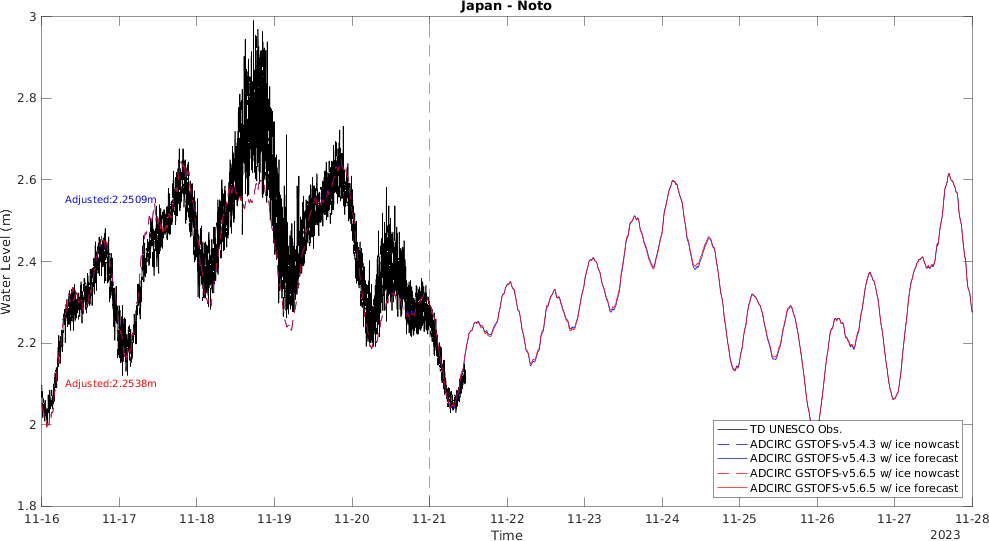 Japan - Noto
3
2.8
2.6
2.4
2.2
2
1.8
Water Level (m)
Adjusted:2.2509m
Adjusted:2.2538m
TD UNESCO Obs.
ADCIRC GSTOFS-v5.4.3 w/ ice nowcast
ADCIRC GSTOFS-v5.4.3 w/ ice forecast
ADCIRC GSTOFS-v5.6.5 w/ ice nowcast
ADCIRC GSTOFS-v5.6.5 w/ ice forecast
11-16 11-17 11-18 11-19 11-20 11-21 11-22 11-23 11-24 11-25 11-26 11-27 11-28
Time
2023